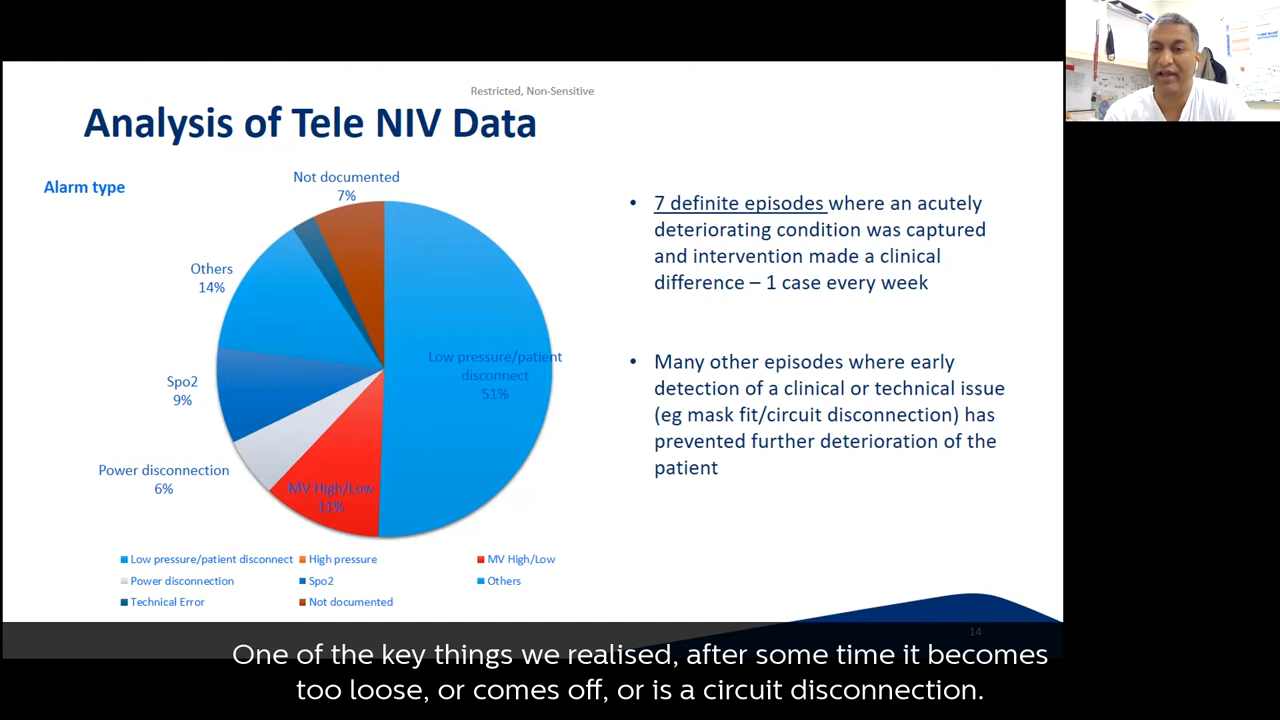 Restricted, Non-Sensitive
Analysis of Tele NIV Data
Alarm type
Not documented
7%
Others
14%
Low pressure/patient
disconnect
51%
Spo2
9%
Power disconnection
6%
MV High/Low
11%
Low pressure/patient disconnect
High pressure
MV High/Low
Power disconnection
Spo2
Others
Technical Error
Not documented
• 7 definite episodes where an acutely
deteriorating condition was captured
and intervention made a clinical
difference – 1 case every week
• Many other episodes where early
detection of a clinical or technical issue
(eg mask fit/circuit disconnection) has
prevented further deterioration of the
patient
14
One of the key things we realised, after some time it becomes
too loose, or comes off, or is a circuit disconnection.